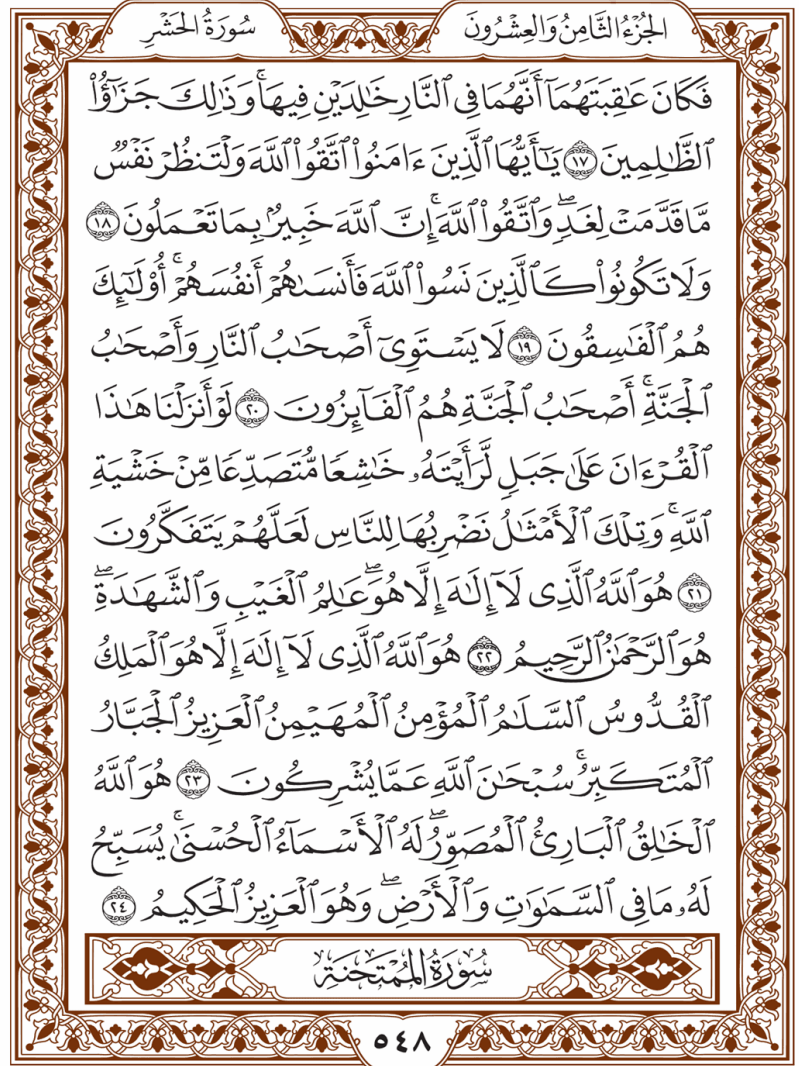 الجُزْءُ الثَّامِنُ وَالعِشْرُونَ
سُورَةُ الحَشْرِ
فَكَانَ عَٰقِبَتَهُمَآ أَنَّهُمَا فِي ٱلنَّارِ خَٰلِدَيْنِ فِيهَاۚ وَذَٰلِكَ جَزَٰٓؤُاْ
ٱلظَّٰلِمِينَ ١٧ يَٰٓأَيُّهَا ٱلَّذِينَ ءَامَنُواْ ٱتَّقُواْ ٱللَّهَ وَلْتَنظُرْ نَفْسٌ
مَّا قَدَّمَتْ لِغَدٍۖ وَٱتَّقُواْ ٱللَّهَۚ إِنَّ ٱللَّهَ خَبِيرُۢ بِمَا تَعْمَلُونَ ١٨
وَلَا تَكُونُواْ كَٱلَّذِينَ نَسُواْ ٱللَّهَ فَأَنسَىٰهُمْ أَنفُسَهُمْۚ أُوْلَٰٓئِكَ
هُمُ ٱلْفَٰسِقُونَ ١٩ لَا يَسْتَوِيٓ أَصْحَٰبُ ٱلنَّارِ وَأَصْحَٰبُ
ٱلْجَنَّةِۚ أَصْحَٰبُ ٱلْجَنَّةِ هُمُ ٱلْفَآئِزُونَ ٢٠ لَوْ أَنزَلْنَا هَٰذَا
ٱلْقُرْءَانَ عَلَىٰ جَبَلٍ لَّرَأَيْتَهُۥ خَٰشِعًا مُّتَصَدِّعًا مِّنْ خَشْيَةِ
ٱللَّهِۚ وَتِلْكَ ٱلْأَمْثَٰلُ نَضْرِبُهَا لِلنَّاسِ لَعَلَّهُمْ يَتَفَكَّرُونَ
٢١ هُوَ ٱللَّهُ ٱلَّذِي لَآ إِلَٰهَ إِلَّا هُوَۖ عَٰلِمُ ٱلْغَيْبِ وَٱلشَّهَٰدَةِۖ
هُوَ ٱلرَّحْمَٰنُ ٱلرَّحِيمُ ٢٢ هُوَ ٱللَّهُ ٱلَّذِي لَآ إِلَٰهَ إِلَّا هُوَ ٱلْمَلِكُ
ٱلْقُدُّوسُ ٱلسَّلَٰمُ ٱلْمُؤْمِنُ ٱلْمُهَيْمِنُ ٱلْعَزِيزُ ٱلْجَبَّارُ
ٱلْمُتَكَبِّرُۚ سُبْحَٰنَ ٱللَّهِ عَمَّا يُشْرِكُونَ ٢٣ هُوَ ٱللَّهُ
ٱلْخَٰلِقُ ٱلْبَارِئُ ٱلْمُصَوِّرُۖ لَهُ ٱلْأَسْمَآءُ ٱلْحُسْنَىٰۚ يُسَبِّحُ
لَهُۥ مَا فِي ٱلسَّمَٰوَٰتِ وَٱلْأَرْضِۖ وَهُوَ ٱلْعَزِيزُ ٱلْحَكِيمُ ٢٤
سُورَةُ المُمْتَحنَةِ
٥٤٨